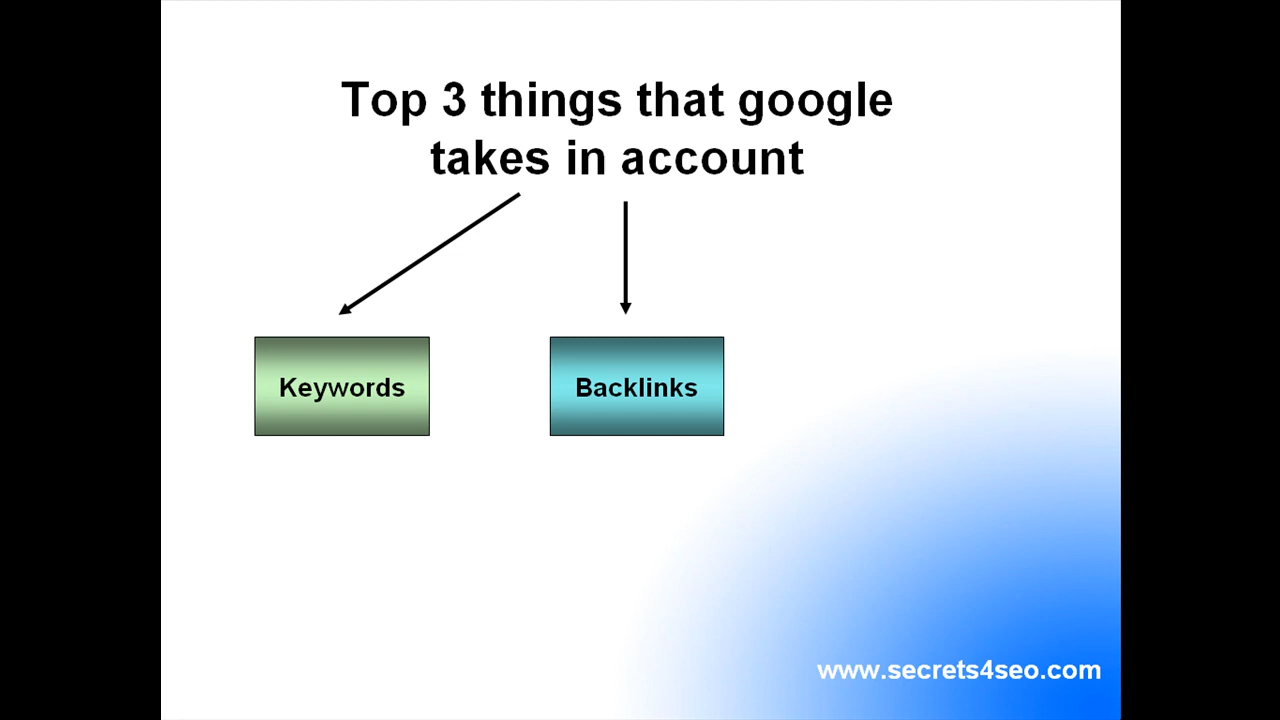 Top 3 things that google
takes in account
Keywords
Backlinks
www.secrets4seo.com